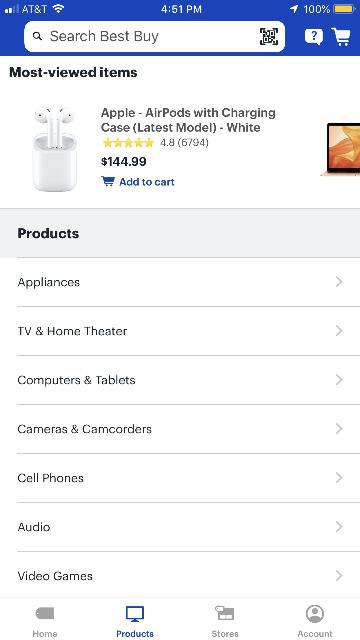 AT&T 4:51 PM 100%
Search Best Buy ?
Most-viewed items
Apple - AirPods with Charging
Case (Latest Model) - White
4.8 (6794)
$144.99
Add to cart
Products
Appliances
TV & Home Theater
Computers & Tablets
Cameras & Camcorders
Cell Phones
Audio
Video Games
Home Products Stores Account